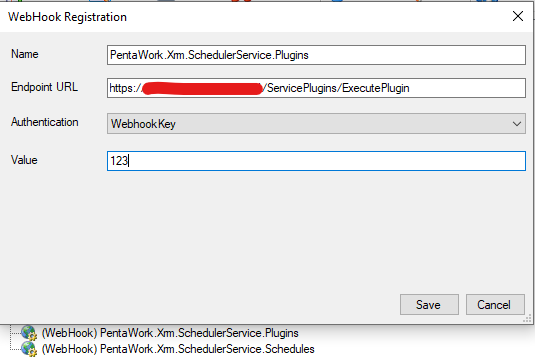 WebHook Registration
Name PentaWork.Xrm.SchedulerService.Plugins
Endpoint URL https:/ /ServicePlugins/ExecutePlugin
Authentication WebhookKey
Value 123
Save Cancel
(WebHook) PentaWork.Xrm.SchedulerService.Plugins
(WebHook) PentaWork.Xrm.SchedulerService.Schedules